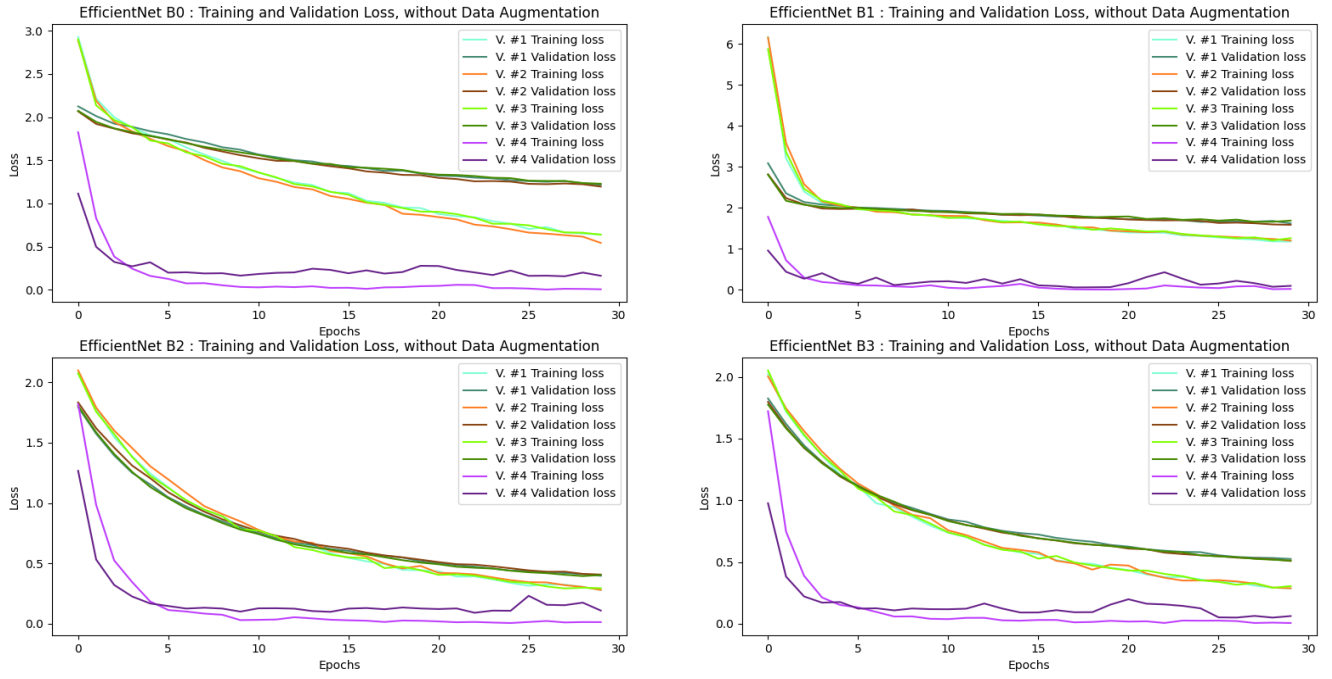 EfficientNet B0 : Training and Validation Loss, without Data Augmentation
3.0
2.5
2.0
1.5
1.0
0.5
0.0
Loss
V. #1 Training loss
V. #1 Validation loss
V. #2 Training loss
V. #2 Validation loss
V. #3 Training loss
V. #3 Validation loss
V. #4 Training loss
V. #4 Validation loss
0 5 10 15 20 25 30
Epochs
EfficientNet B1 : Training and Validation Loss, without Data Augmentation
6
5
4
3
2
1
0
Loss
V. #1 Training loss
V. #1 Validation loss
V. #2 Training loss
V. #2 Validation loss
V. #3 Training loss
V. #3 Validation loss
V. #4 Training loss
V. #4 Validation loss
0 5 10 15 20 25 30
Epochs
EfficientNet B2 : Training and Validation Loss, without Data Augmentation
2.0
1.5
1.0
0.5
0.0
Loss
V. #1 Training loss
V. #1 Validation loss
V. #2 Training loss
V. #2 Validation loss
V. #3 Training loss
V. #3 Validation loss
V. #4 Training loss
V. #4 Validation loss
0 5 10 15 20 25 30
Epochs
EfficientNet B3 : Training and Validation Loss, without Data Augmentation
2.0
1.5
1.0
0.5
0.0
Loss
V. #1 Training loss
V. #1 Validation loss
V. #2 Training loss
V. #2 Validation loss
V. #3 Training loss
V. #3 Validation loss
V. #4 Training loss
V. #4 Validation loss
0 5 10 15 20 25 30
Epochs